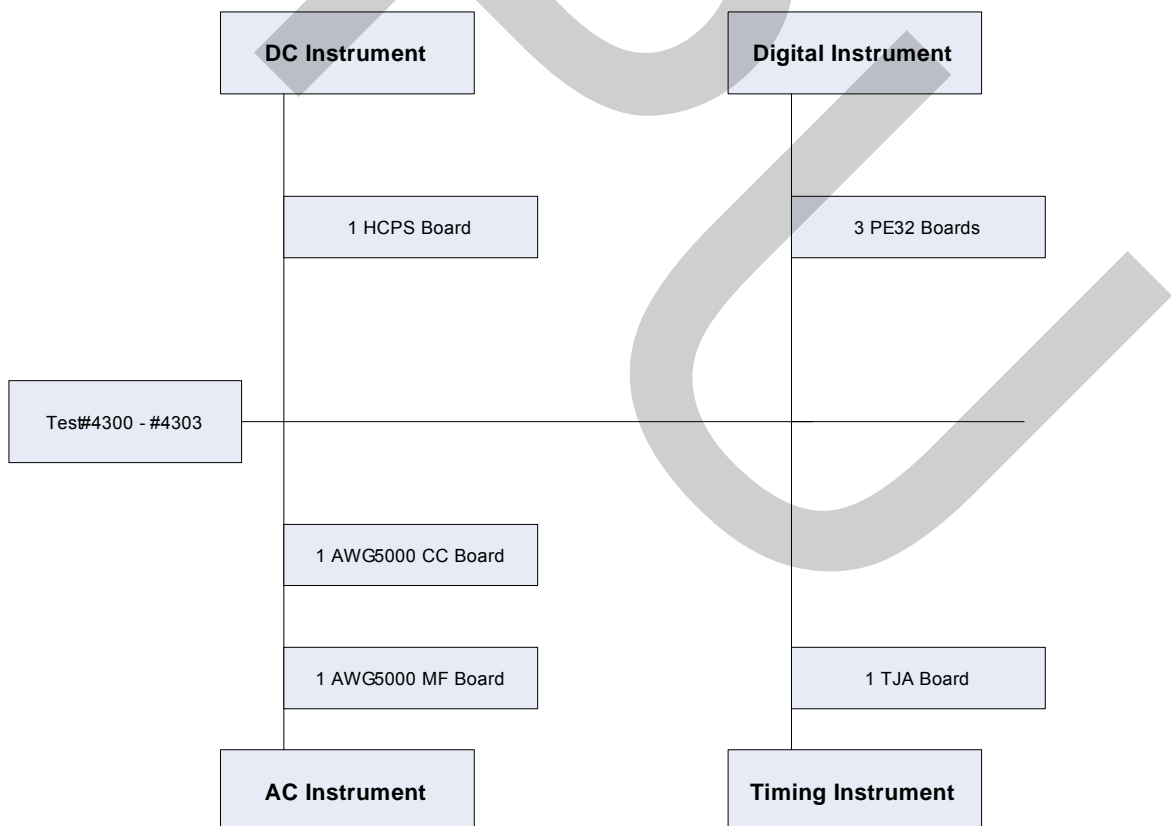 DC Instrument
Digital Instrument
1 HCPS Board
3 PE32 Boards
Test#4300 - #4303
1 AWG5000 CC Board
1 AWG5000 MF Board
1 TJA Board
AC Instrument
Timing Instrument